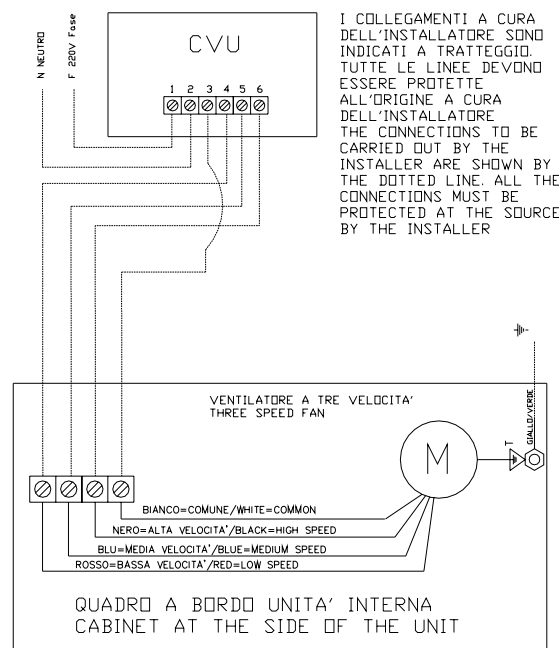 N NEUTRO
F 220V Fase
CVU
1 2 3 4 5 6
I COLLEGAMENTI A CURA
DELL'INSTALLATORE SONO
INDICATI A TRATTEGGIO.
TUTTE LE LINEE DEVONO
ESSERE PROTETTE
ALL'ORIGINE A CURA
DELL'INSTALLATORE
THE CONNECTIONS TO BE
CARRIED OUT BY THE
INSTALLER ARE SHOWN BY
THE DOTTED LINE. ALL THE
CONNECTIONS MUST BE
PROTECTED AT THE SOURCE
BY THE INSTALLER
VENTILATORE A TRE VELOCITA'
THREE SPEED FAN
M
T
GIALLO/VERDE
BIANCO=COMUNE/WHITE=COMMON
NERO=ALTA VELOCITA'/BLACK=HIGH SPEED
BLU=MEDIA VELOCITA'/BLUE=MEDIUM SPEED
ROSSO=BASSA VELOCITA'/RED=LOW SPEED
QUADRO A BORDO UNITA' INTERNA
CABINET AT THE SIDE OF THE UNIT